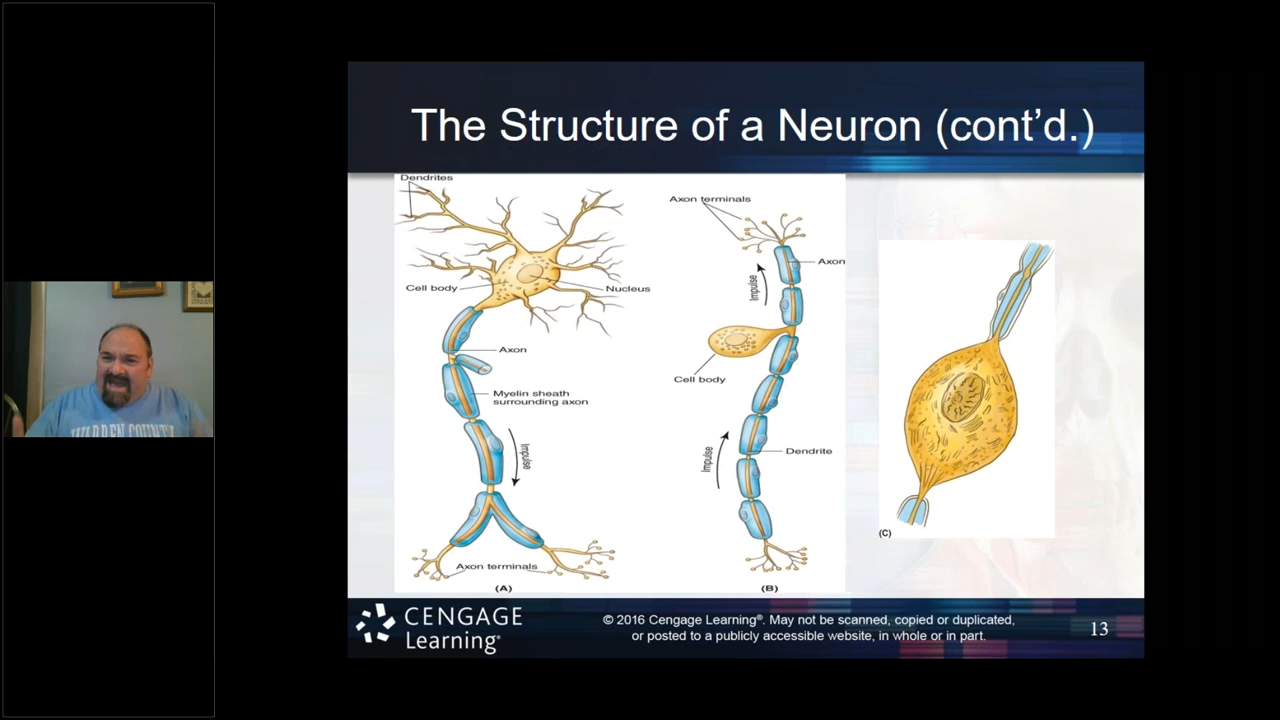 The Structure of a Neuron (cont'd.)
Dendrites
Cell body
Nucleus
Axon
Myelin sheath
surrounding axon
Impulse
Axon terminals
(A)
Axon terminals
Axon
Impulse
Cell body
Impulse
Dendrite
(B)
(C)
WARREN COUNTY
CENGAGE
Learning®
© 2016 Cengage Learning®. May not be scanned, copied or duplicated,
or posted to a publicly accessible website, in whole or in part.
13